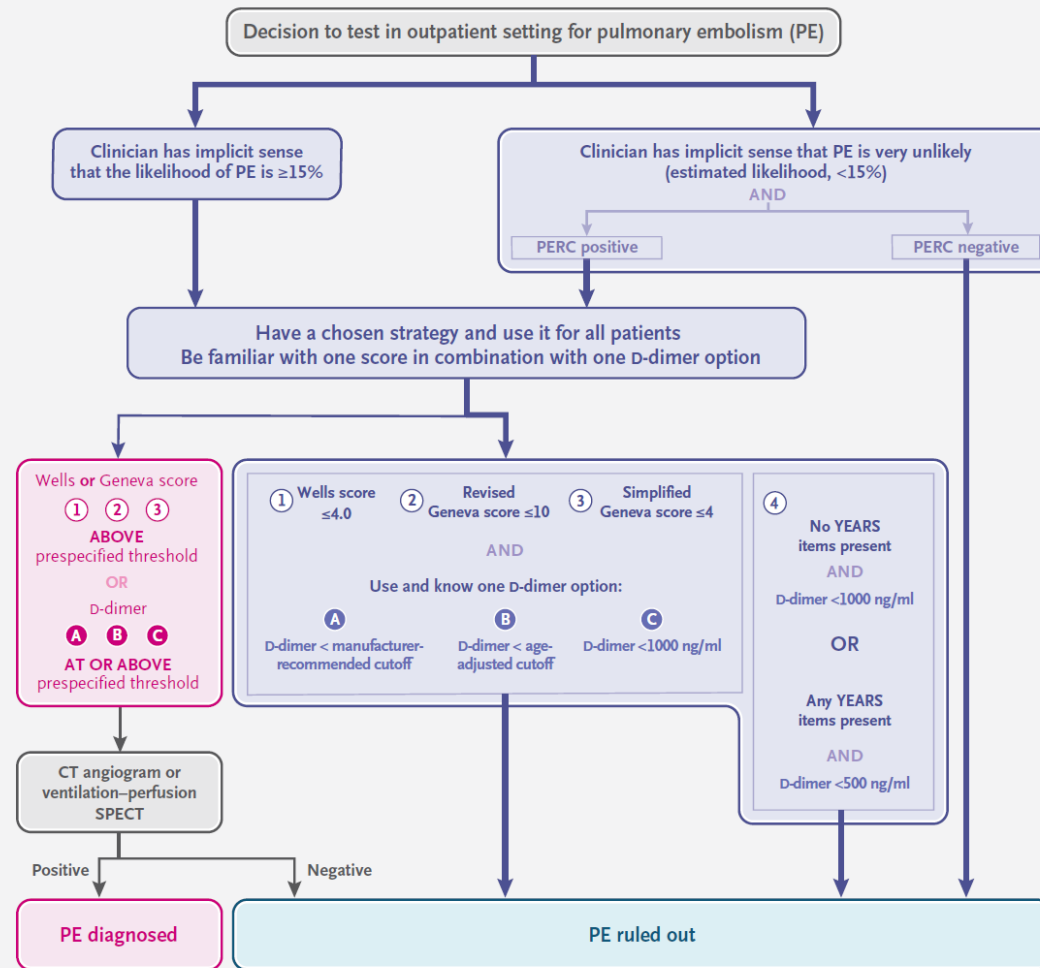 Decision to test in outpatient setting for pulmonary embolism (PE)
Clinician has implicit sense
that the likelihood of PE is ≥15%
Clinician has implicit sense that PE is very unlikely
(estimated likelihood, <15%)
AND
PERC positive
PERC negative
Have a chosen strategy and use it for all patients
Be familiar with one score in combination with one D-dimer option
Wells or Geneva score
1 2 3
ABOVE
prespecified threshold
OR
D-dimer
A B C
AT OR ABOVE
prespecified threshold
1 Wells score
≤4.0
2 Revised
Geneva score ≤10
3 Simplified
Geneva score ≤4
AND
Use and know one D-dimer option:
A
D-dimer < manufacturer-
recommended cutoff
B
D-dimer < age-
adjusted cutoff
C
D-dimer <1000 ng/ml
4
No YEARS
items present
AND
D-dimer <1000 ng/ml
OR
Any YEARS
items present
AND
D-dimer <500 ng/ml
CT angiogram or
ventilation–perfusion
SPECT
Positive
Negative
PE diagnosed
PE ruled out